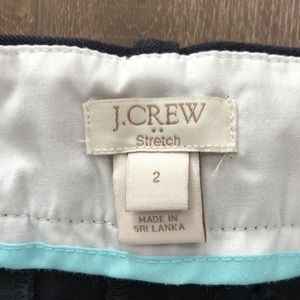 J.CREW
Stretch
2
MADE IN
SRI LANKA